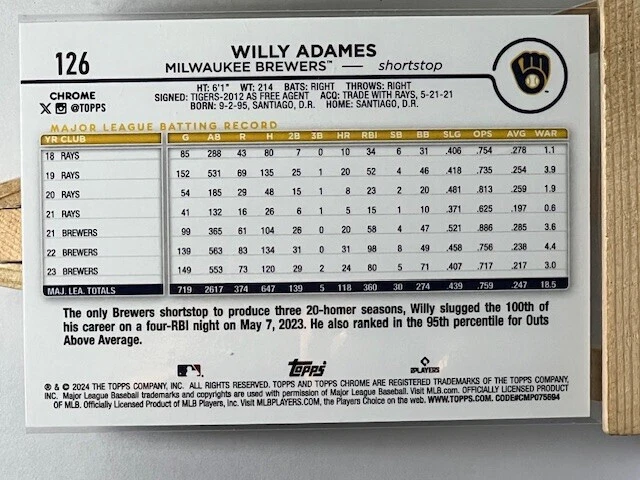 126
WILLY ADAMES
MILWAUKEE BREWERS™ — shortstop
M
CHROME
X @TOPPS
HT: 6'1" WT: 214 BATS: RIGHT THROWS: RIGHT
SIGNED: TIGERS-2012 AS FREE AGENT ACQ: TRADE WITH RAYS, 5-21-21
BORN: 9-2-95, SANTIAGO, D.R. HOME: SANTIAGO, D.R.
MAJOR LEAGUE BATTING RECORD
YR CLUB G AB R H 2B 3B HR RBI SB BB SLG OPS AVG WAR
18 RAYS 85 288 43 80 7 0 10 34 6 31 .406 .754 .278 1.1
19 RAYS 152 531 69 135 25 1 20 52 4 46 .418 .735 .254 3.9
20 RAYS 54 185 29 48 15 1 8 23 2 20 .481 .813 .259 1.9
21 RAYS 41 132 16 26 6 1 5 15 1 10 .371 .625 .197 0.6
21 BREWERS 99 365 61 104 26 0 20 58 4 47 .521 .886 .285 3.6
22 BREWERS 139 563 83 134 31 0 31 98 8 49 .458 .756 .238 4.4
23 BREWERS 149 553 73 120 29 2 24 80 5 71 .407 .717 .217 3.0
MAJ. LEA. TOTALS 719 2617 374 647 139 5 118 360 30 274 .439 .759 .247 18.5
The only Brewers shortstop to produce three 20-homer seasons, Willy slugged the 100th of
his career on a four-RBI night on May 7, 2023. He also ranked in the 95th percentile for Outs
Above Average.
Topps
PLAYERS
® & © 2024 THE TOPPS COMPANY, INC. ALL RIGHTS RESERVED. TOPPS AND TOPPS CHROME ARE REGISTERED TRADEMARKS OF THE TOPPS COMPANY,
INC. Major League Baseball trademarks and copyrights are used with permission of Major League Baseball. Visit MLB.com. OFFICIALLY LICENSED PRODUCT
OF MLB. Officially Licensed Product of MLB Players, Inc. Visit MLBPLAYERS.COM, the Players Choice on the web. WWW.TOPPS.COM. CODE#CMP075694